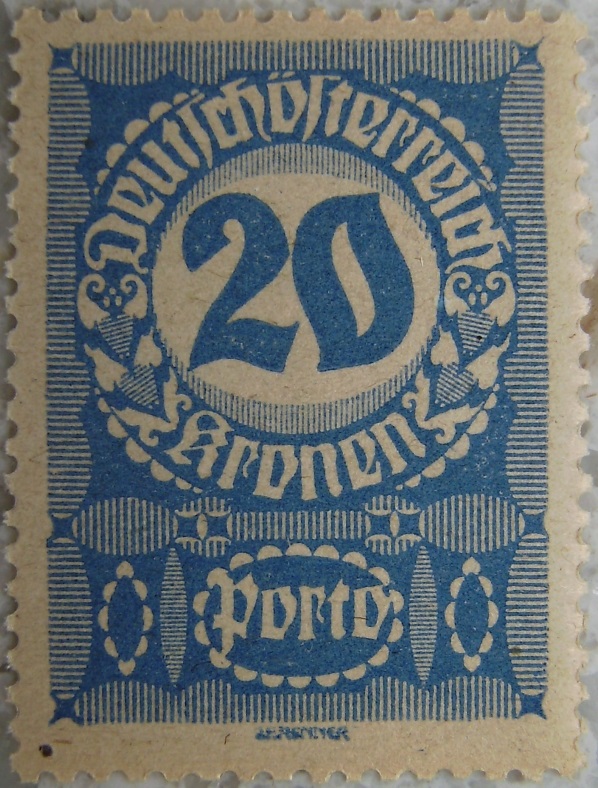 Deutschösterreich
20
Kronen
Porto